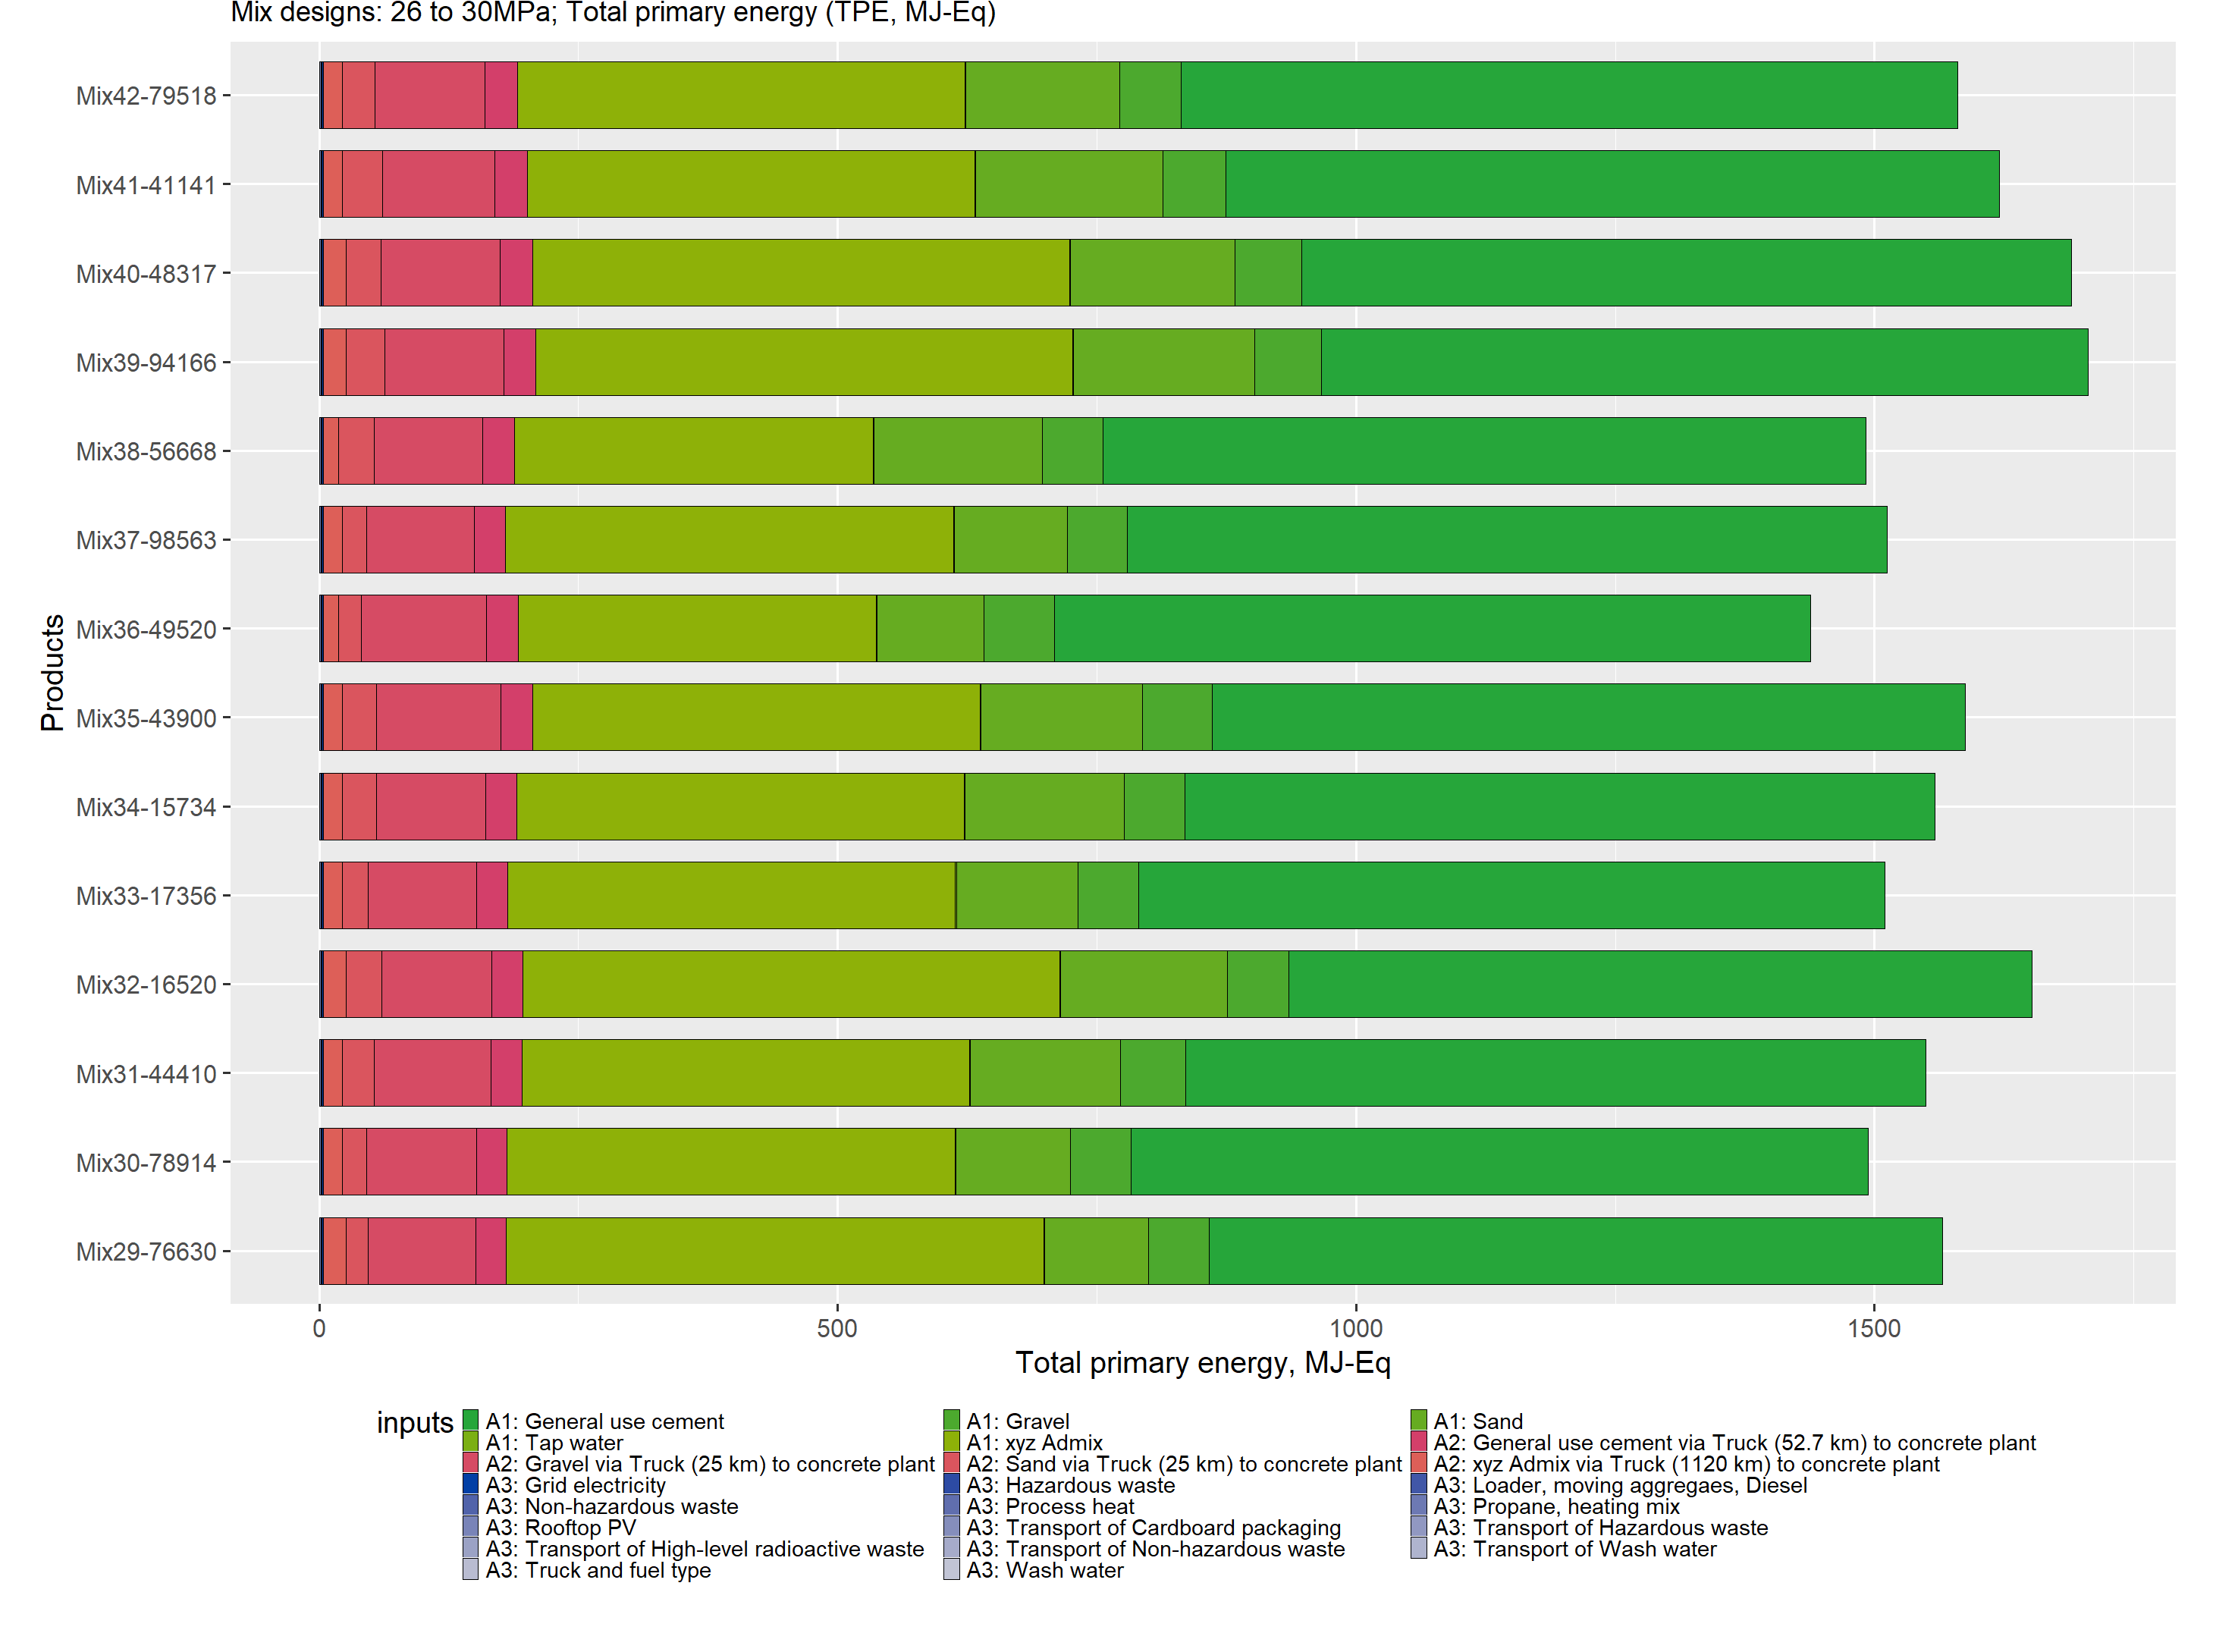 Mix designs: 26 to 30MPa; Total primary energy (TPE, MJ-Eq)
Products
Mix42-79518
Mix41-41141
Mix40-48317
Mix39-94166
Mix38-56668
Mix37-98563
Mix36-49520
Mix35-43900
Mix34-15734
Mix33-17356
Mix32-16520
Mix31-44410
Mix30-78914
Mix29-76630
0 500 1000 1500
Total primary energy, MJ-Eq
inputs
A1: General use cement A1: Gravel A1: Sand
A1: Tap water A1: xyz Admix A2: General use cement via Truck (52.7 km) to concrete plant
A2: Gravel via Truck (25 km) to concrete plant A2: Sand via Truck (25 km) to concrete plant A2: xyz Admix via Truck (1120 km) to concrete plant
A3: Grid electricity A3: Hazardous waste A3: Loader, moving aggregaes, Diesel
A3: Non-hazardous waste A3: Process heat A3: Propane, heating mix
A3: Rooftop PV A3: Transport of Cardboard packaging A3: Transport of Hazardous waste
A3: Transport of High-level radioactive waste A3: Transport of Non-hazardous waste A3: Transport of Wash water
A3: Truck and fuel type A3: Wash water